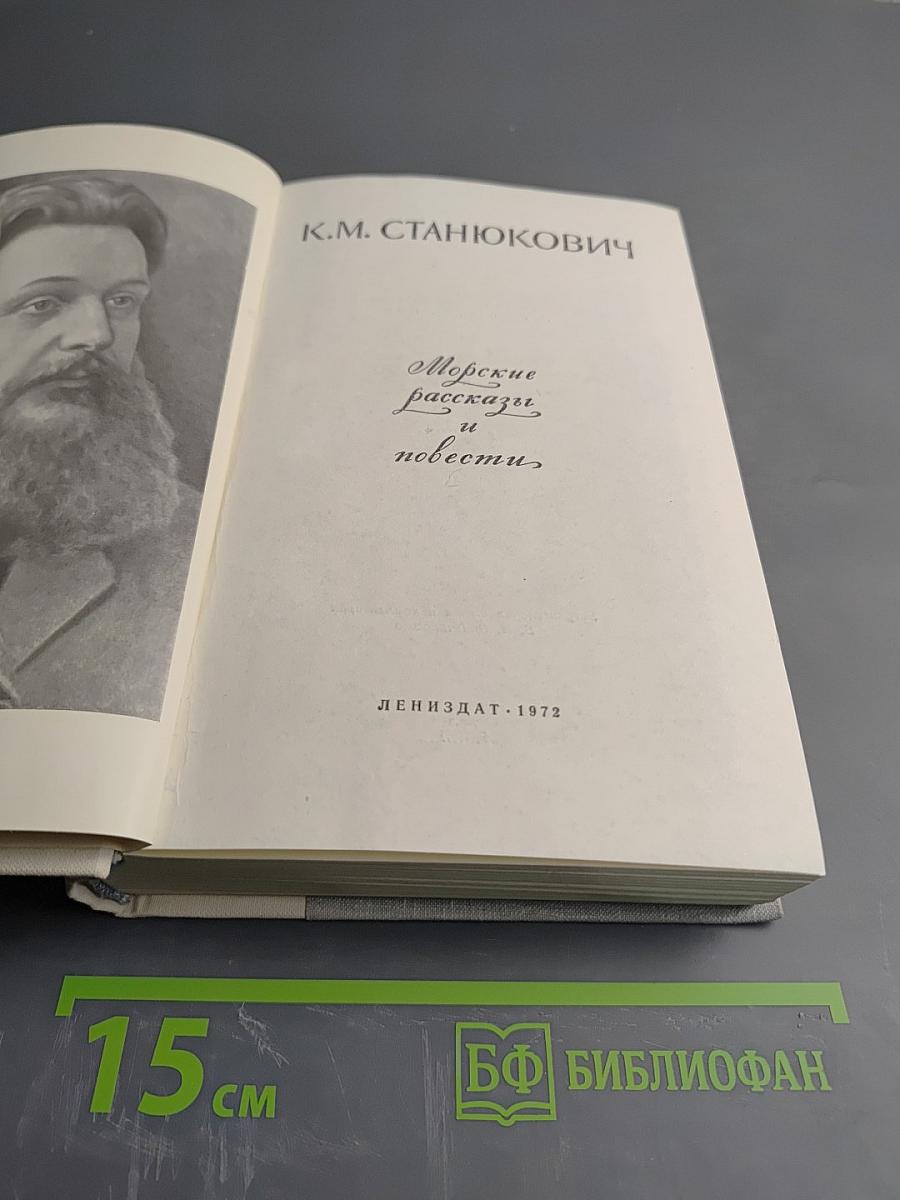 К.М. СТАНЮКОВИЧ
Морские
рассказы
и
повести
ЛЕНИЗДАТ · 1972
15 см
БФ БИБЛИОФАН